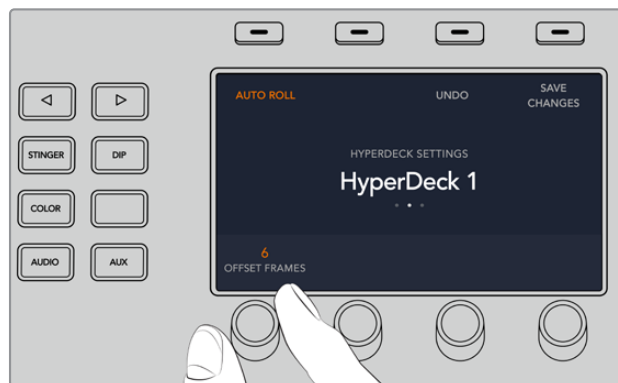 AUTO ROLL
UNDO
SAVE
CHANGES
STINGER
DIP
HYPERDECK SETTINGS
HyperDeck 1
COLOR
AUDIO
AUX
6
OFFSET FRAMES